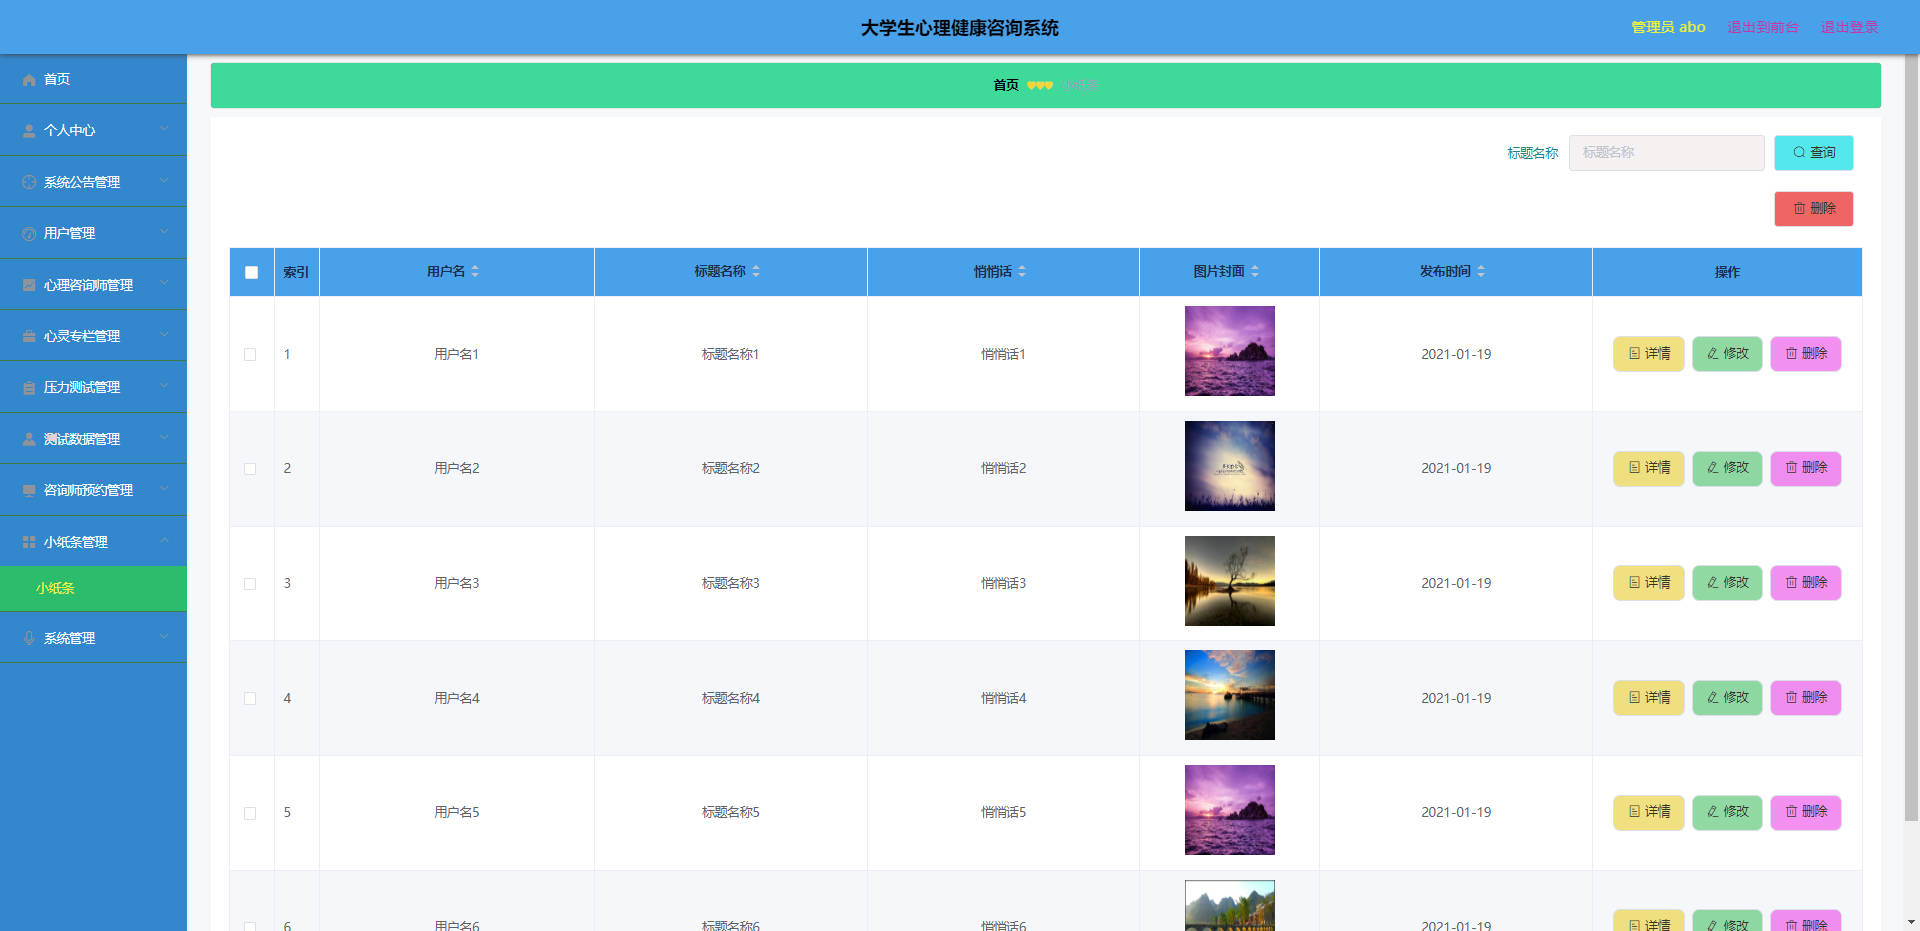 大学生心理健康咨询系统
管理员 abo 退出到前台 退出登录
首页
个人中心
系统公告管理
用户管理
心理咨询师管理
心灵专栏管理
压力测试管理
测试数据管理
咨询师预约管理
小纸条管理
小纸条
系统管理
首页 小纸条
标题名称 标题名称 查询
删除
索引 用户名 标题名称 悄悄话 图片封面 发布时间 操作
1 用户名1 标题名称1 悄悄话1 2021-01-19 详情 修改 删除
2 用户名2 标题名称2 悄悄话2 2021-01-19 详情 修改 删除
3 用户名3 标题名称3 悄悄话3 2021-01-19 详情 修改 删除
4 用户名4 标题名称4 悄悄话4 2021-01-19 详情 修改 删除
5 用户名5 标题名称5 悄悄话5 2021-01-19 详情 修改 删除
6 用户名6 标题名称6 悄悄话6 2021-01-19 详情 修改 删除